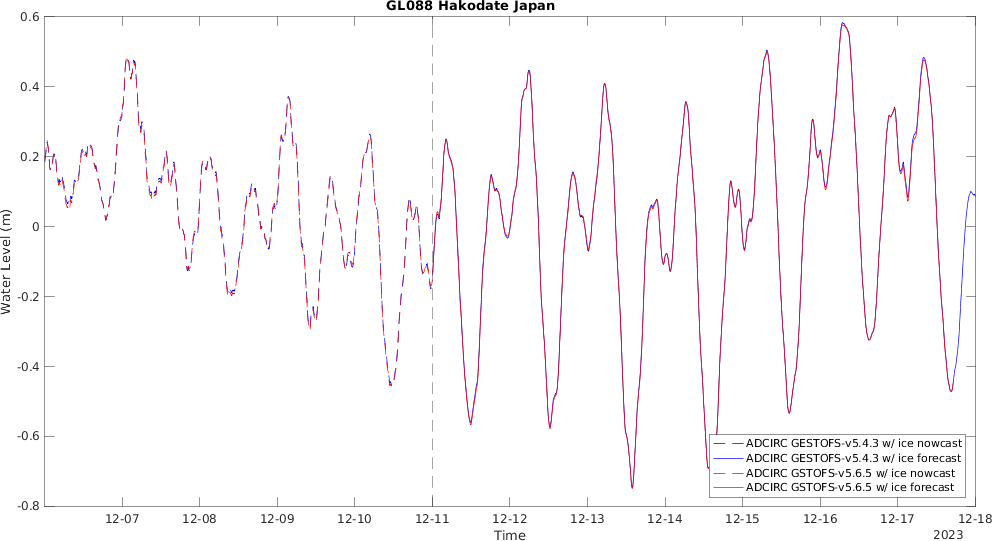 GL088 Hakodate Japan
0.6
0.4
0.2
0
-0.2
-0.4
-0.6
-0.8
Water Level (m)
ADCIRC GESTOFS-v5.4.3 w/ ice nowcast
ADCIRC GESTOFS-v5.4.3 w/ ice forecast
ADCIRC GSTOFS-v5.6.5 w/ ice nowcast
ADCIRC GSTOFS-v5.6.5 w/ ice forecast
12-07 12-08 12-09 12-10 12-11 12-12 12-13 12-14 12-15 12-16 12-17 12-18
Time
2023